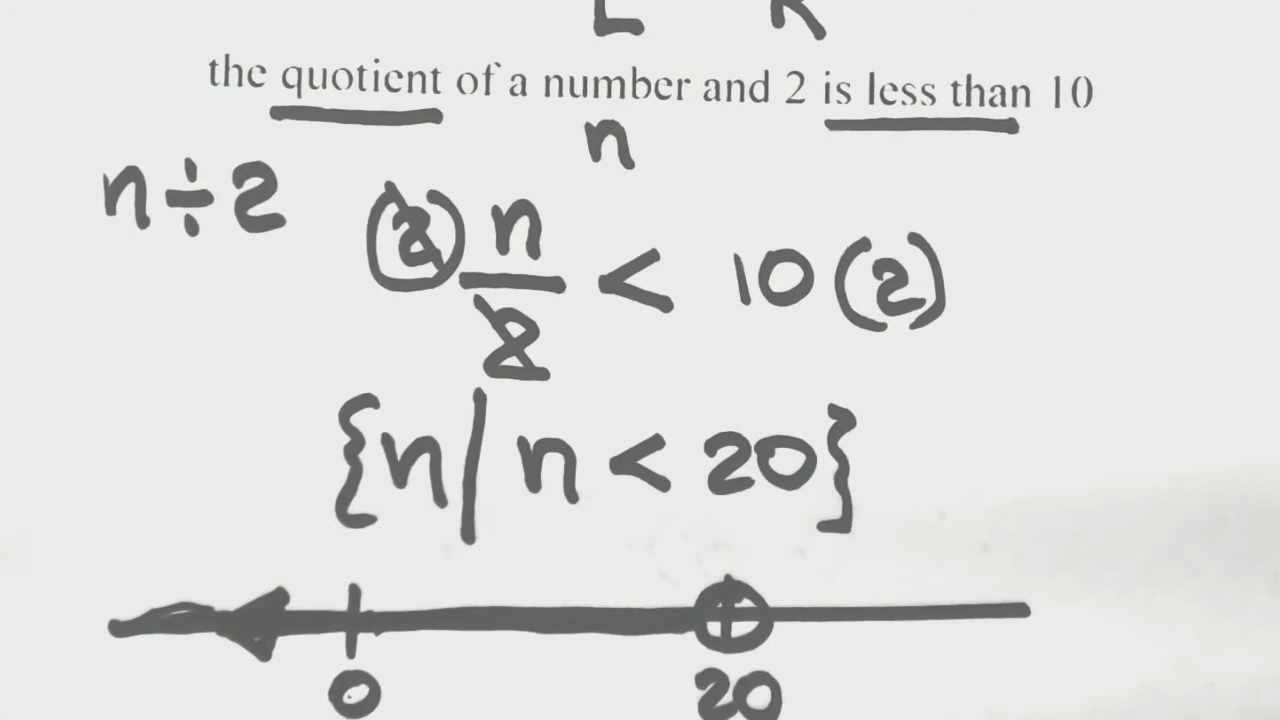 the quotient of a number and 2 is less than 10
n
n÷2 (2) n/2 < 10(2)
{n | n < 20}
0 20